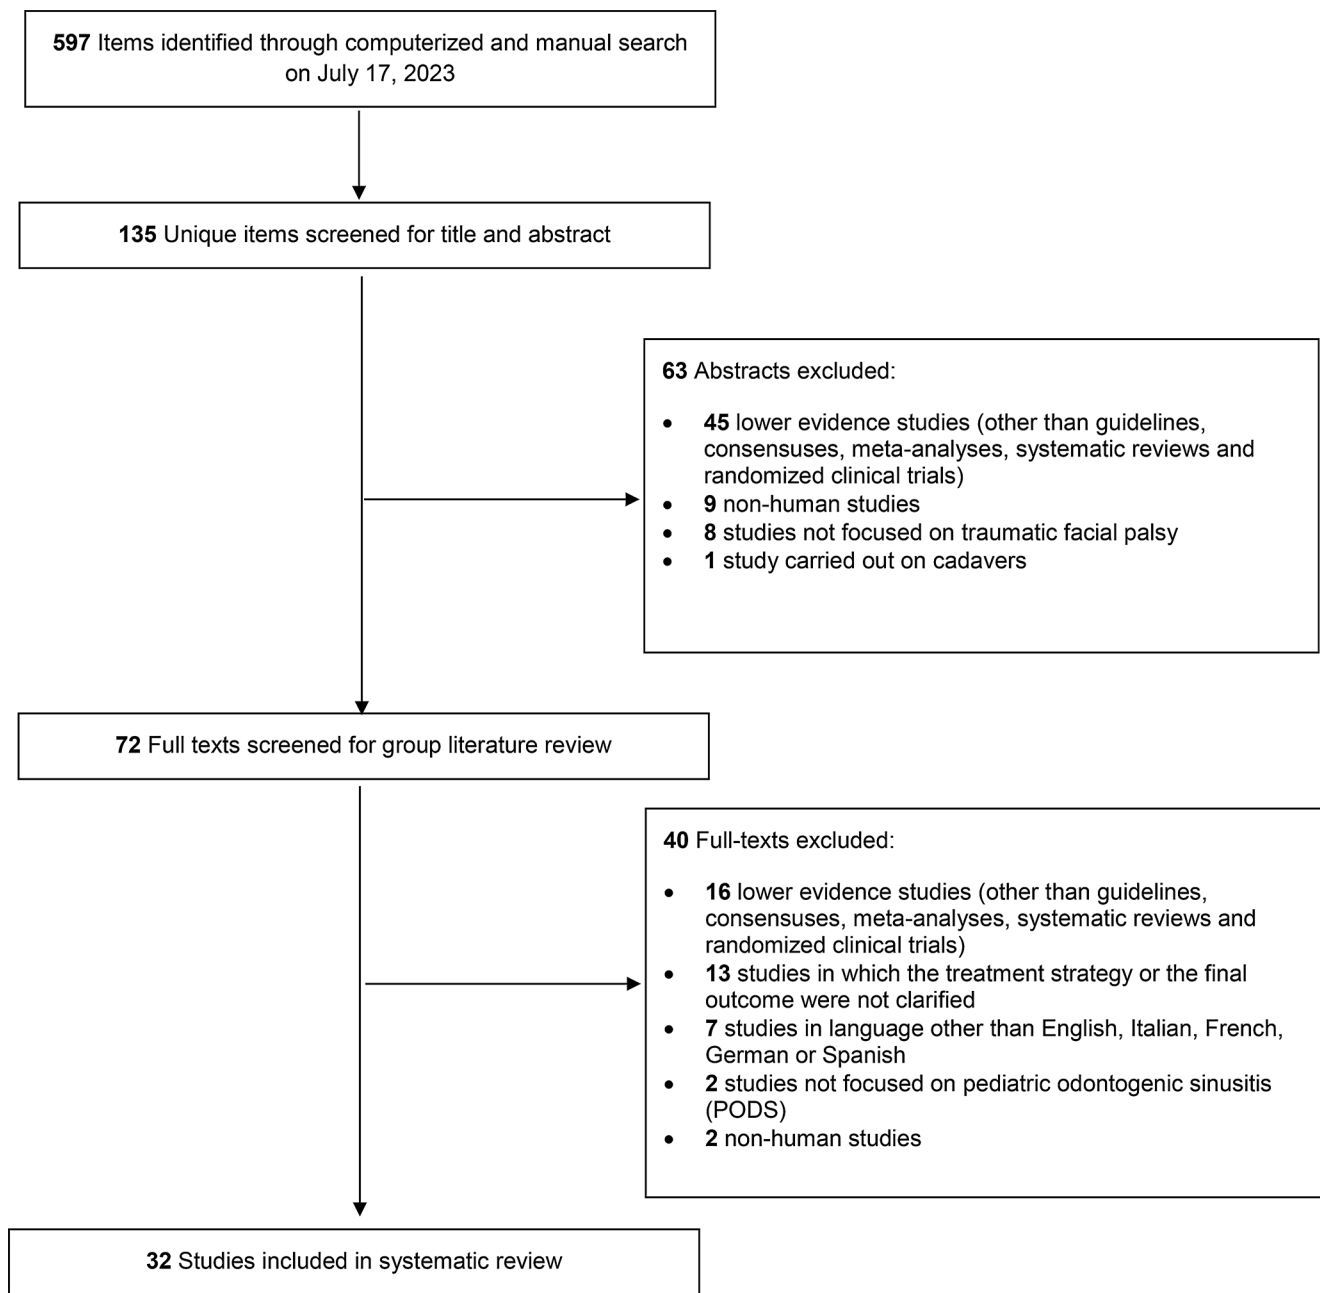 597 Items identified through computerized and manual search
on July 17, 2023
135 Unique items screened for title and abstract
63 Abstracts excluded:
• 45 lower evidence studies (other than guidelines,
consensuses, meta-analyses, systematic reviews and
randomized clinical trials)
• 9 non-human studies
• 8 studies not focused on traumatic facial palsy
• 1 study carried out on cadavers
72 Full texts screened for group literature review
40 Full-texts excluded:
• 16 lower evidence studies (other than guidelines,
consensuses, meta-analyses, systematic reviews and
randomized clinical trials)
• 13 studies in which the treatment strategy or the final
outcome were not clarified
• 7 studies in language other than English, Italian, French,
German or Spanish
• 2 studies not focused on pediatric odontogenic sinusitis
(PODS)
• 2 non-human studies
32 Studies included in systematic review